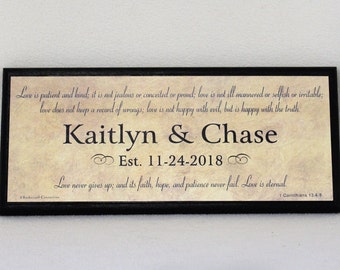 Love is patient and kind; it is not jealous or conceited or proud; love is not ill mannered or selfish or irritable;
love does not keep a record of wrongs; love is not happy with evil, but is happy with the truth.
Kaitlyn & Chase
Est. 11-24-2018
Love never gives up; and its faith, hope, and patience never fail. Love is eternal.
1 Corinthians 13:4-8